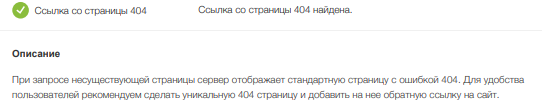 Ссылка со страницы 404 Ссылка со страницы 404 найдена.
Описание
При запросе несуществующей страницы сервер отображает стандартную страницу с ошибкой 404. Для удобства
пользователей рекомендуем сделать уникальную 404 страницу и добавить на нее обратную ссылку на сайт.